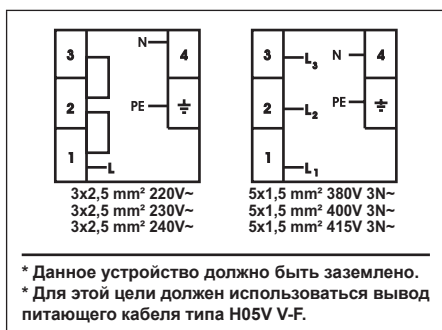 3 N 4 3 L3 N 4
2 PE 2 L2 PE
1 L 1 L1
3x2,5 mm² 220V~ 5x1,5 mm² 380V 3N~
3x2,5 mm² 230V~ 5x1,5 mm² 400V 3N~
3x2,5 mm² 240V~ 5x1,5 mm² 415V 3N~
* Данное устройство должно быть заземлено.
* Для этой цели должен использоваться вывод
питающего кабеля типа H05V V-F.